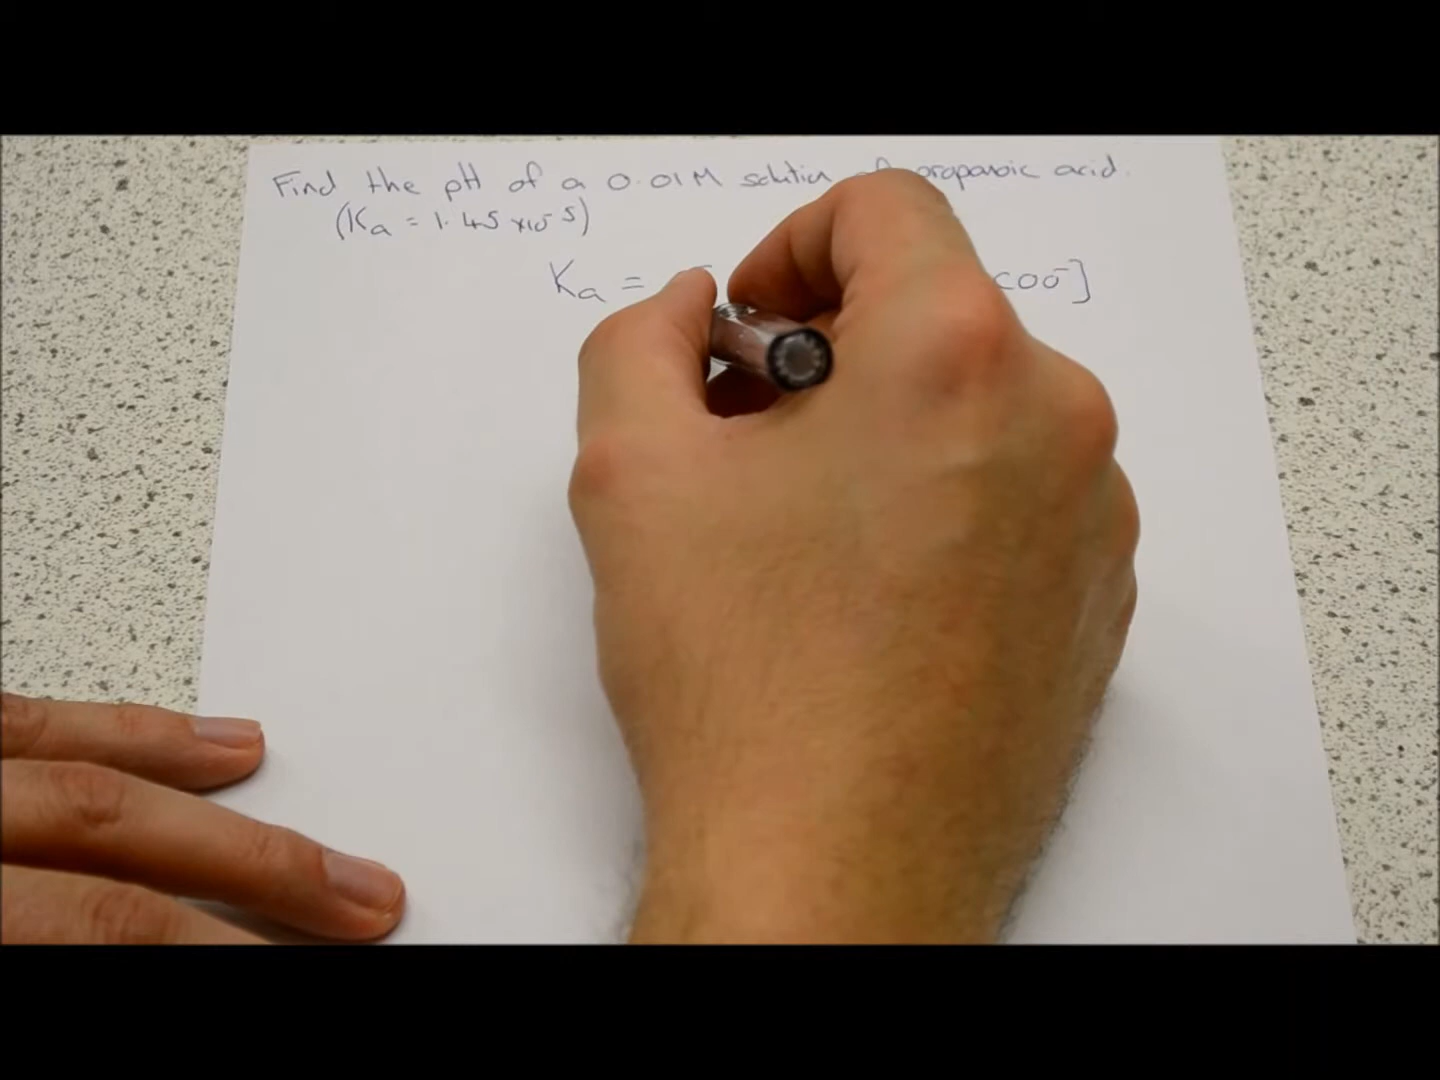 Find the pH of a 0.01M solution propanoic acid.
(Ka = 1.45 x10-5)
Ka = COO-]